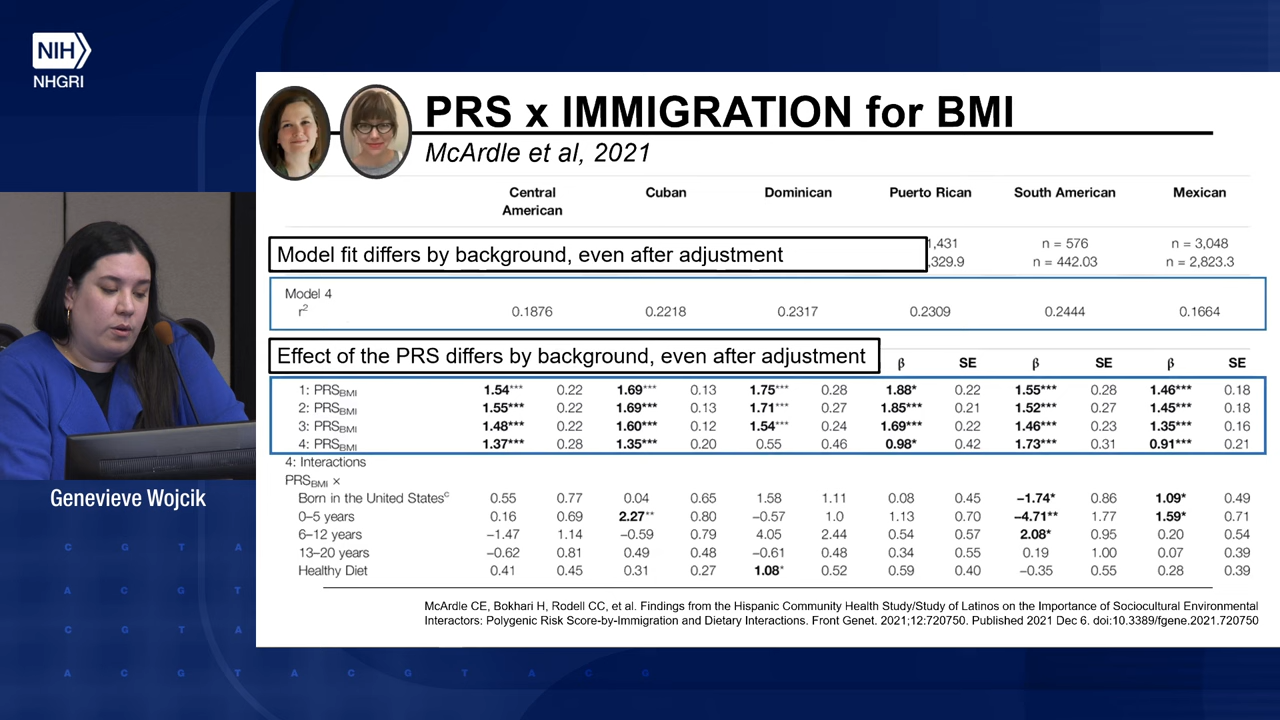 NIH
NHGRI
PRS x IMMIGRATION for BMI
McArdle et al, 2021
Central American Cuban Dominican Puerto Rican South American Mexican
1,431 n = 576 n = 3,048
.329.9 n = 442.03 n = 2,823.3
Model fit differs by background, even after adjustment
Model 4
r2 0.1876 0.2218 0.2317 0.2309 0.2444 0.1664
Effect of the PRS differs by background, even after adjustment
β SE β SE β SE
1: PRSBMI 1.54*** 0.22 1.69*** 0.13 1.75*** 0.28 1.88* 0.22 1.55*** 0.28 1.46*** 0.18
2: PRSBMI 1.55*** 0.22 1.69*** 0.13 1.71*** 0.27 1.85*** 0.21 1.52*** 0.27 1.45*** 0.18
3: PRSBMI 1.48*** 0.22 1.60*** 0.12 1.54*** 0.24 1.69*** 0.22 1.46*** 0.23 1.35*** 0.16
4: PRSBMI 1.37*** 0.28 1.35*** 0.20 0.55 0.46 0.98* 0.42 1.73*** 0.31 0.91*** 0.21
4: Interactions
PRSBMI ×
Born in the United Statesc 0.55 0.77 0.04 0.65 1.58 1.11 0.08 0.45 −1.74* 0.86 1.09* 0.49
0–5 years 0.16 0.69 2.27** 0.80 −0.57 1.0 1.13 0.70 −4.71** 1.77 1.59* 0.71
6–12 years −1.47 1.14 −0.59 0.79 4.05 2.44 0.54 0.57 2.08* 0.95 0.20 0.54
13–20 years −0.62 0.81 0.49 0.48 −0.61 0.48 0.34 0.55 0.19 1.00 0.07 0.39
Healthy Diet 0.41 0.45 0.31 0.27 1.08* 0.52 0.59 0.40 −0.35 0.55 0.28 0.39
McArdle CE, Bokhari H, Rodell CC, et al. Findings from the Hispanic Community Health Study/Study of Latinos on the Importance of Sociocultural Environmental
Interactors: Polygenic Risk Score-by-Immigration and Dietary Interactions. Front Genet. 2021;12:720750. Published 2021 Dec 6. doi:10.3389/fgene.2021.720750
Genevieve Wojcik
C G T A
A C G T
C G T A
A C G T A C G T A C G